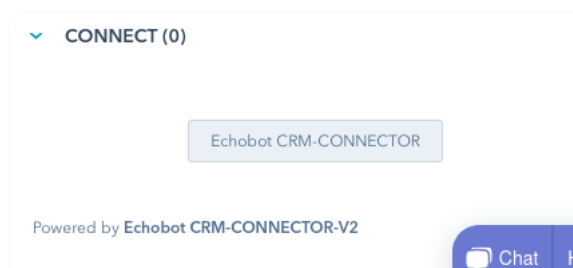 CONNECT (0)
Echobot CRM-CONNECTOR
Powered by Echobot CRM-CONNECTOR-V2
Chat